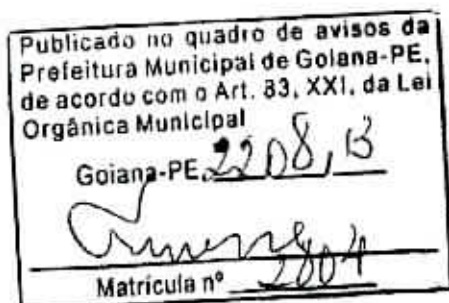 Publicado no quadro de avisos da
Prefeitura Municipal de Goiana-PE,
de acordo com o Art. 83, XXI, da Lei
Orgânica Municipal
Goiana-PE, 22 08, 13
Matrícula nº 2804